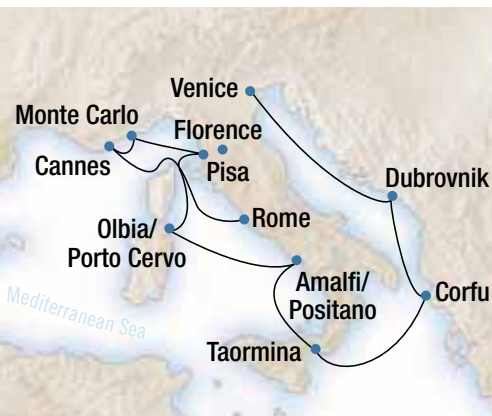 Venice
Monte Carlo
Florence
Cannes
Pisa
Dubrovnik
Olbia/
Porto Cervo
Rome
Amalfi/
Positano
Corfu
Mediterranean Sea
Taormina